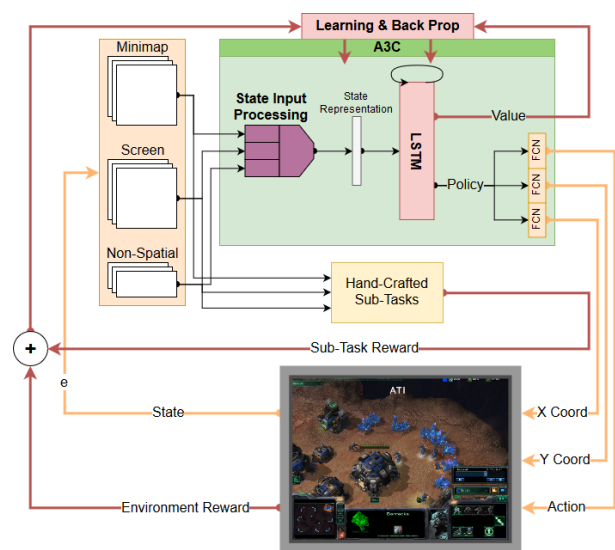 Learning & Back Prop
Minimap
A3C
State Input
Processing
State
Representation
LSTM
Value
FCN
Screen
FCN
Policy
FCN
Non-Spatial
Hand-Crafted
Sub-Tasks
+
Sub-Task Reward
e
State
ATI
X Coord
Y Coord
Environment Reward
Barracks
Action